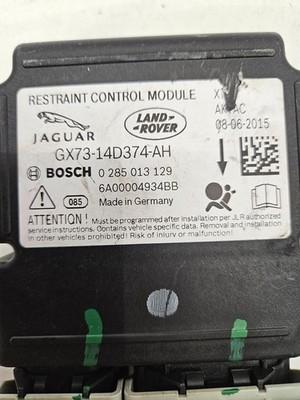 RESTRAINT CONTROL MODULE
JAGUAR
LAND-
-ROVER
08-06-2015
GX73-14D374-AH
BOSCH 0 285 013 129
6A00004934BB
085 Made in Germany
ATTENTION! Must be programmed after installation per JLR authorized
service instructions. Contains vehicle specific data. Removal and installation
in other vehicles prohibited! Risk of injury or malfunction!